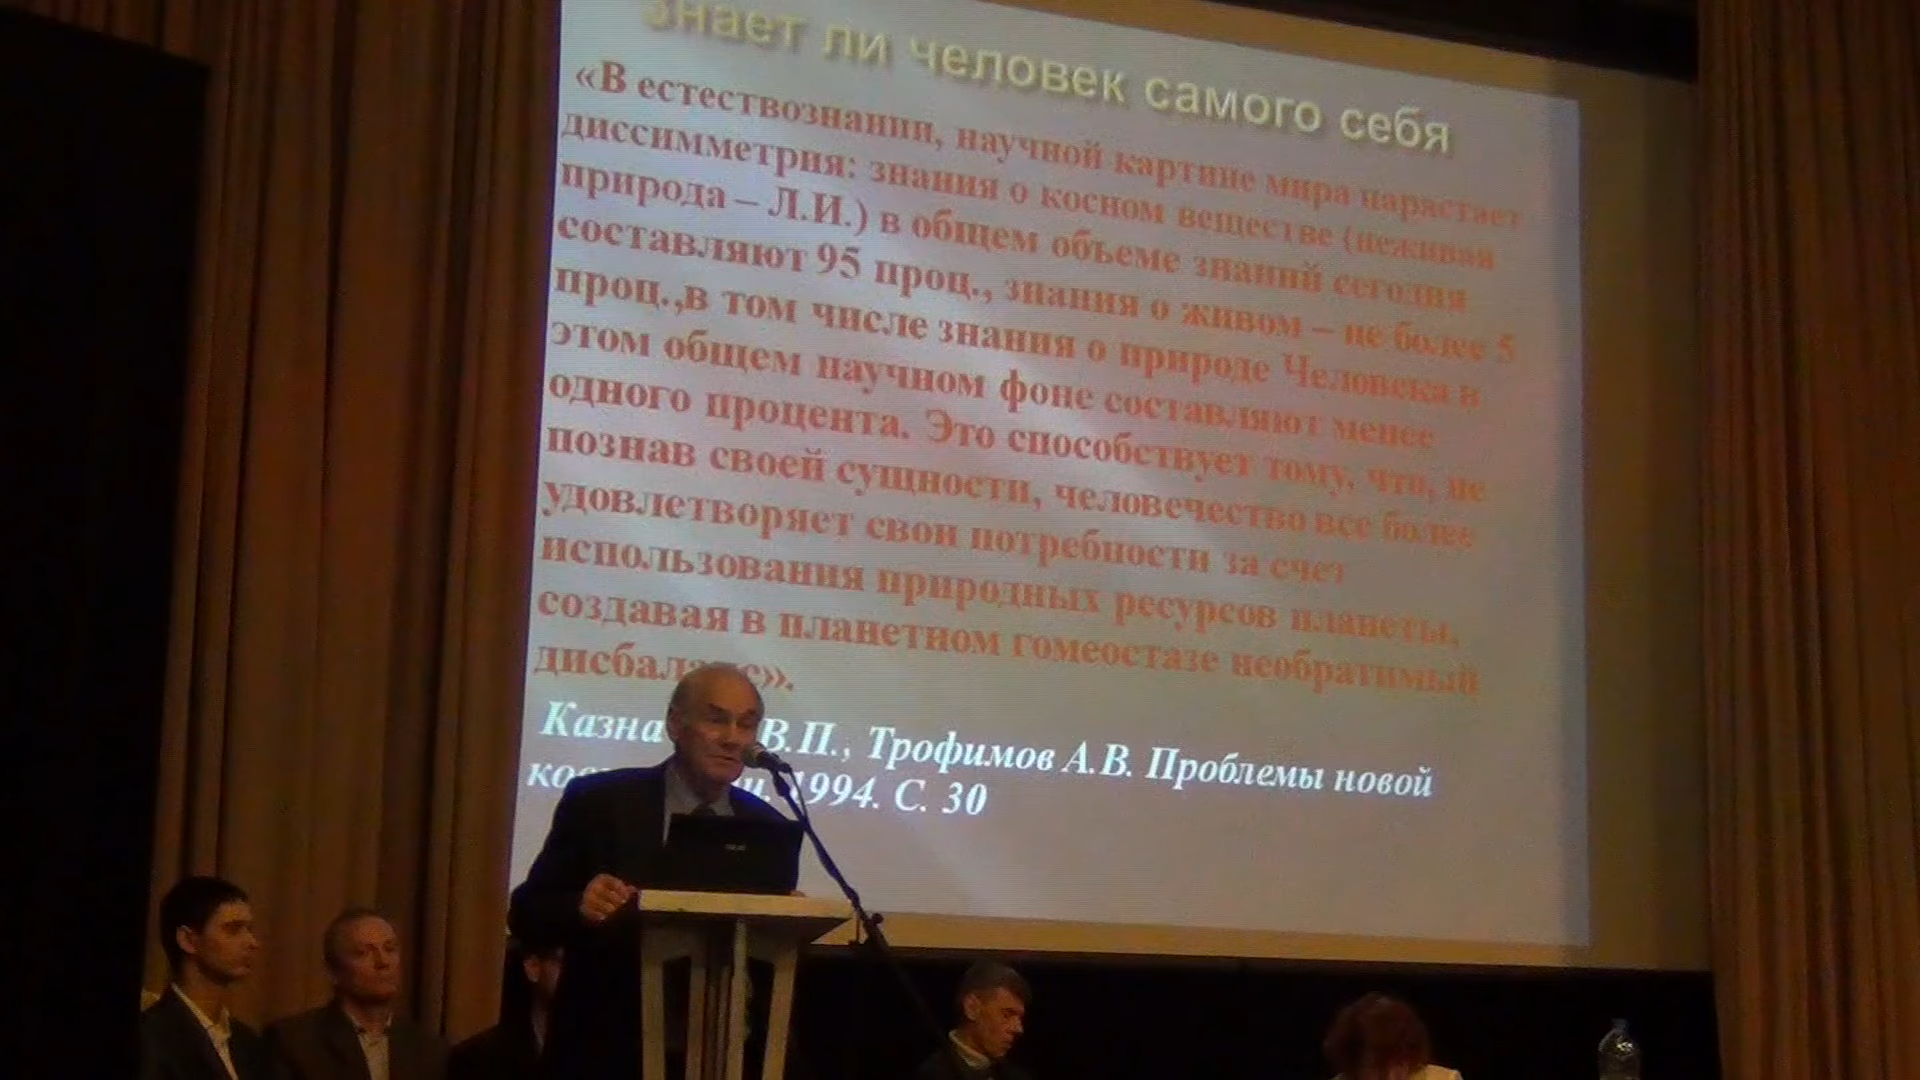 знает ли человек самого себя
«В естествознании, научной картине мира нарастает
диссимметрия: знания о косном веществе (неживая
природа – Л.И.) в общем объеме знаний сегодня
составляют 95 проц., знания о живом – не более 5
проц.,в том числе знания о природе Человека в
этом общем научном фоне составляют менее
одного процента. Это способствует тому, что, не
познав своей сущности, человечество все более
удовлетворяет свои потребности за счет
использования природных ресурсов планеты,
создавая в планетном гомеостазе необратимый
дисбаланс».
В.П., Трофимов А.В. Проблемы новой
1994. С. 30